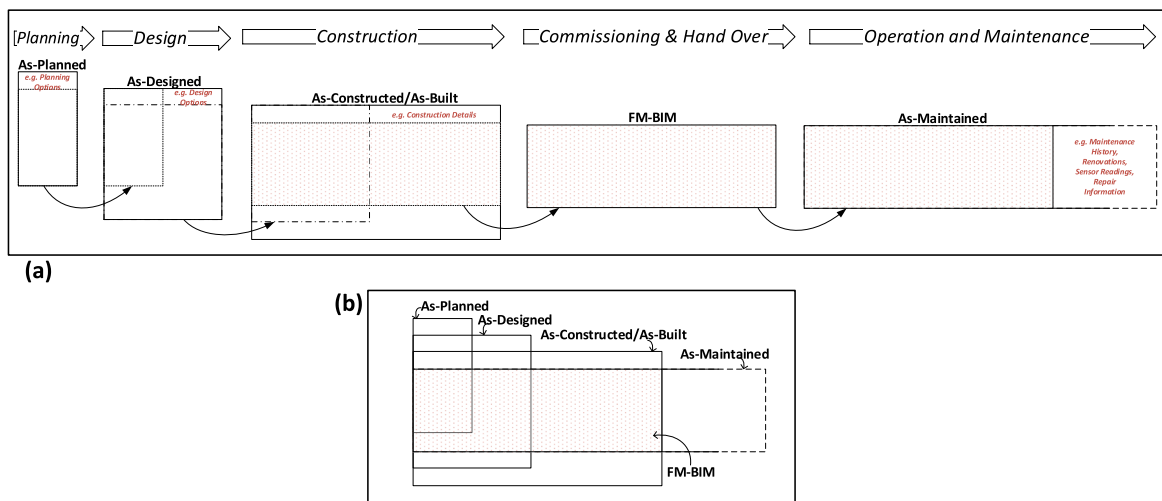 Planning
Design
Construction
Commissioning & Hand Over
Operation and Maintenance
As-Planned
e.g. Planning
Options
As-Designed
e.g. Design
Options
As-Constructed/As-Built
e.g. Construction Details
FM-BIM
As-Maintained
e.g. Maintenance
History,
Renovations,
Sensor Readings,
Repair
Information
(a)
(b)
As-Planned
As-Designed
As-Constructed/As-Built
As-Maintained
FM-BIM